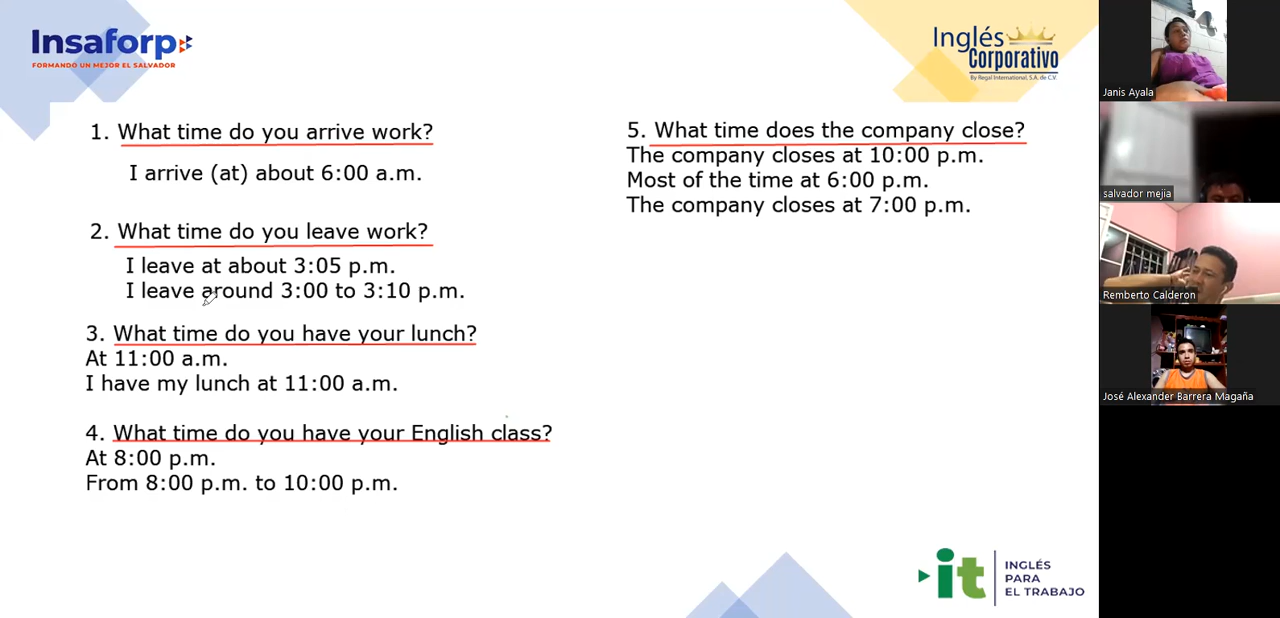 Insaforp
FORMANDO UN MEJOR EL SALVADOR
Inglés
Corporativo
By Regal International, S.A. de C.V.
1. What time do you arrive work?
I arrive (at) about 6:00 a.m.
2. What time do you leave work?
I leave at about 3:05 p.m.
I leave around 3:00 to 3:10 p.m.
3. What time do you have your lunch?
At 11:00 a.m.
I have my lunch at 11:00 a.m.
4. What time do you have your English class?
At 8:00 p.m.
From 8:00 p.m. to 10:00 p.m.
5. What time does the company close?
The company closes at 10:00 p.m.
Most of the time at 6:00 p.m.
The company closes at 7:00 p.m.
it
INGLÉS
PARA
EL TRABAJO
Janis Ayala
salvador mejia
Remberto Calderon
José Alexander Barrera Magaña